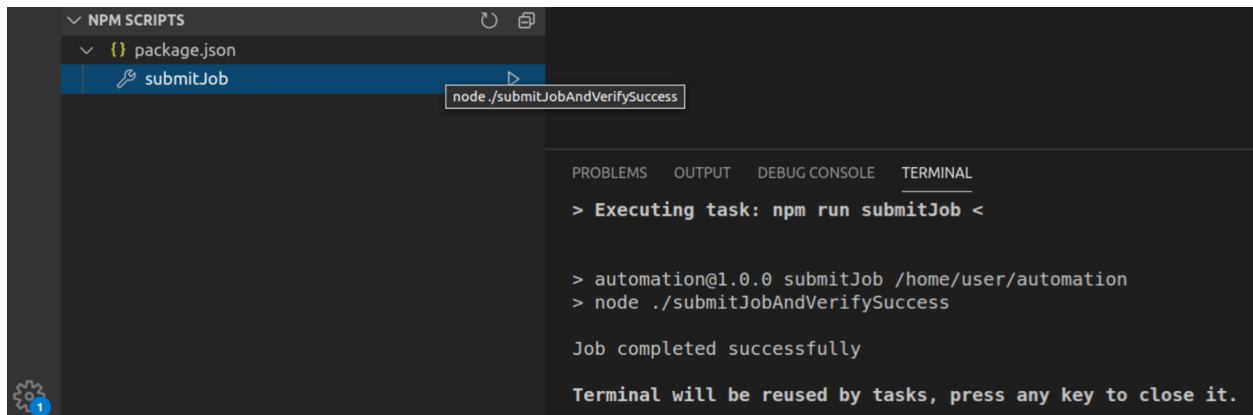 NPM SCRIPTS
{} package.json
submitJob
node ./submitJobAndVerifySuccess
PROBLEMS OUTPUT DEBUG CONSOLE TERMINAL
> Executing task: npm run submitJob <
> automation@1.0.0 submitJob /home/user/automation
> node ./submitJobAndVerifySuccess
Job completed successfully
Terminal will be reused by tasks, press any key to close it.
1